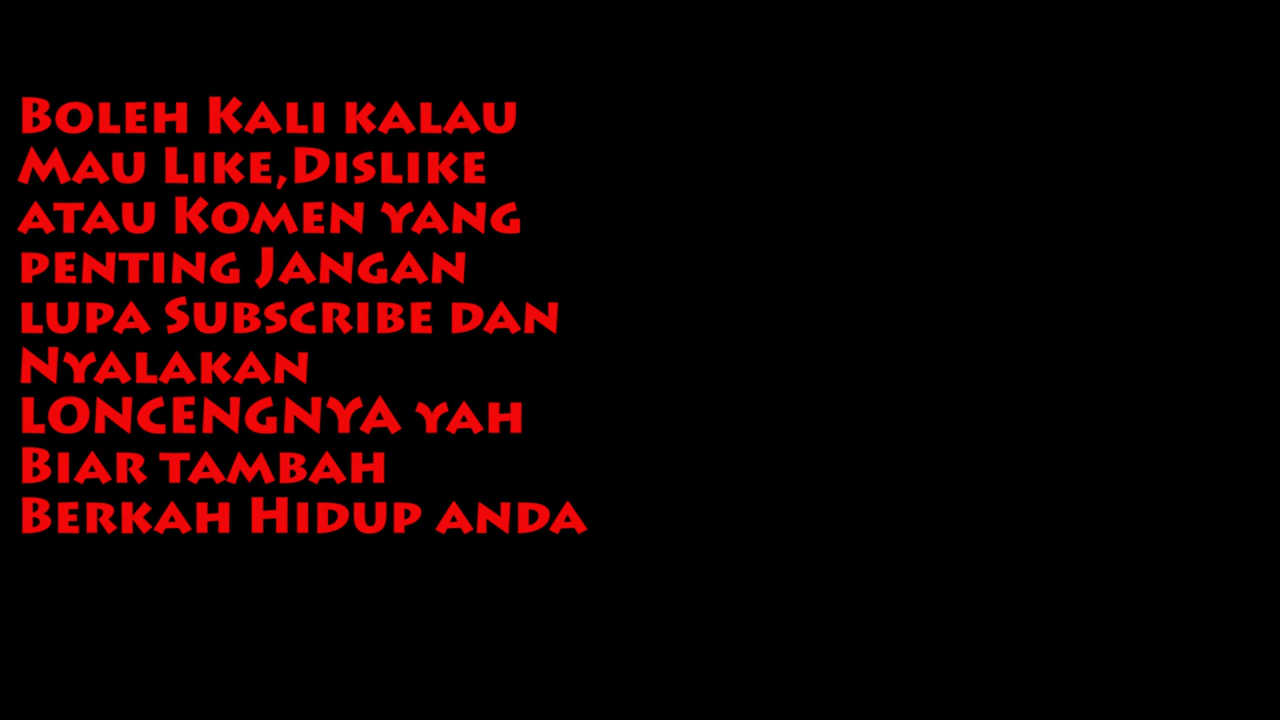 Boleh Kali kalau
Mau Like,Dislike
atau Komen yang
penting Jangan
lupa Subscribe dan
Nyalakan
LONCENGNYA yah
Biar tambah
Berkah Hidup anda